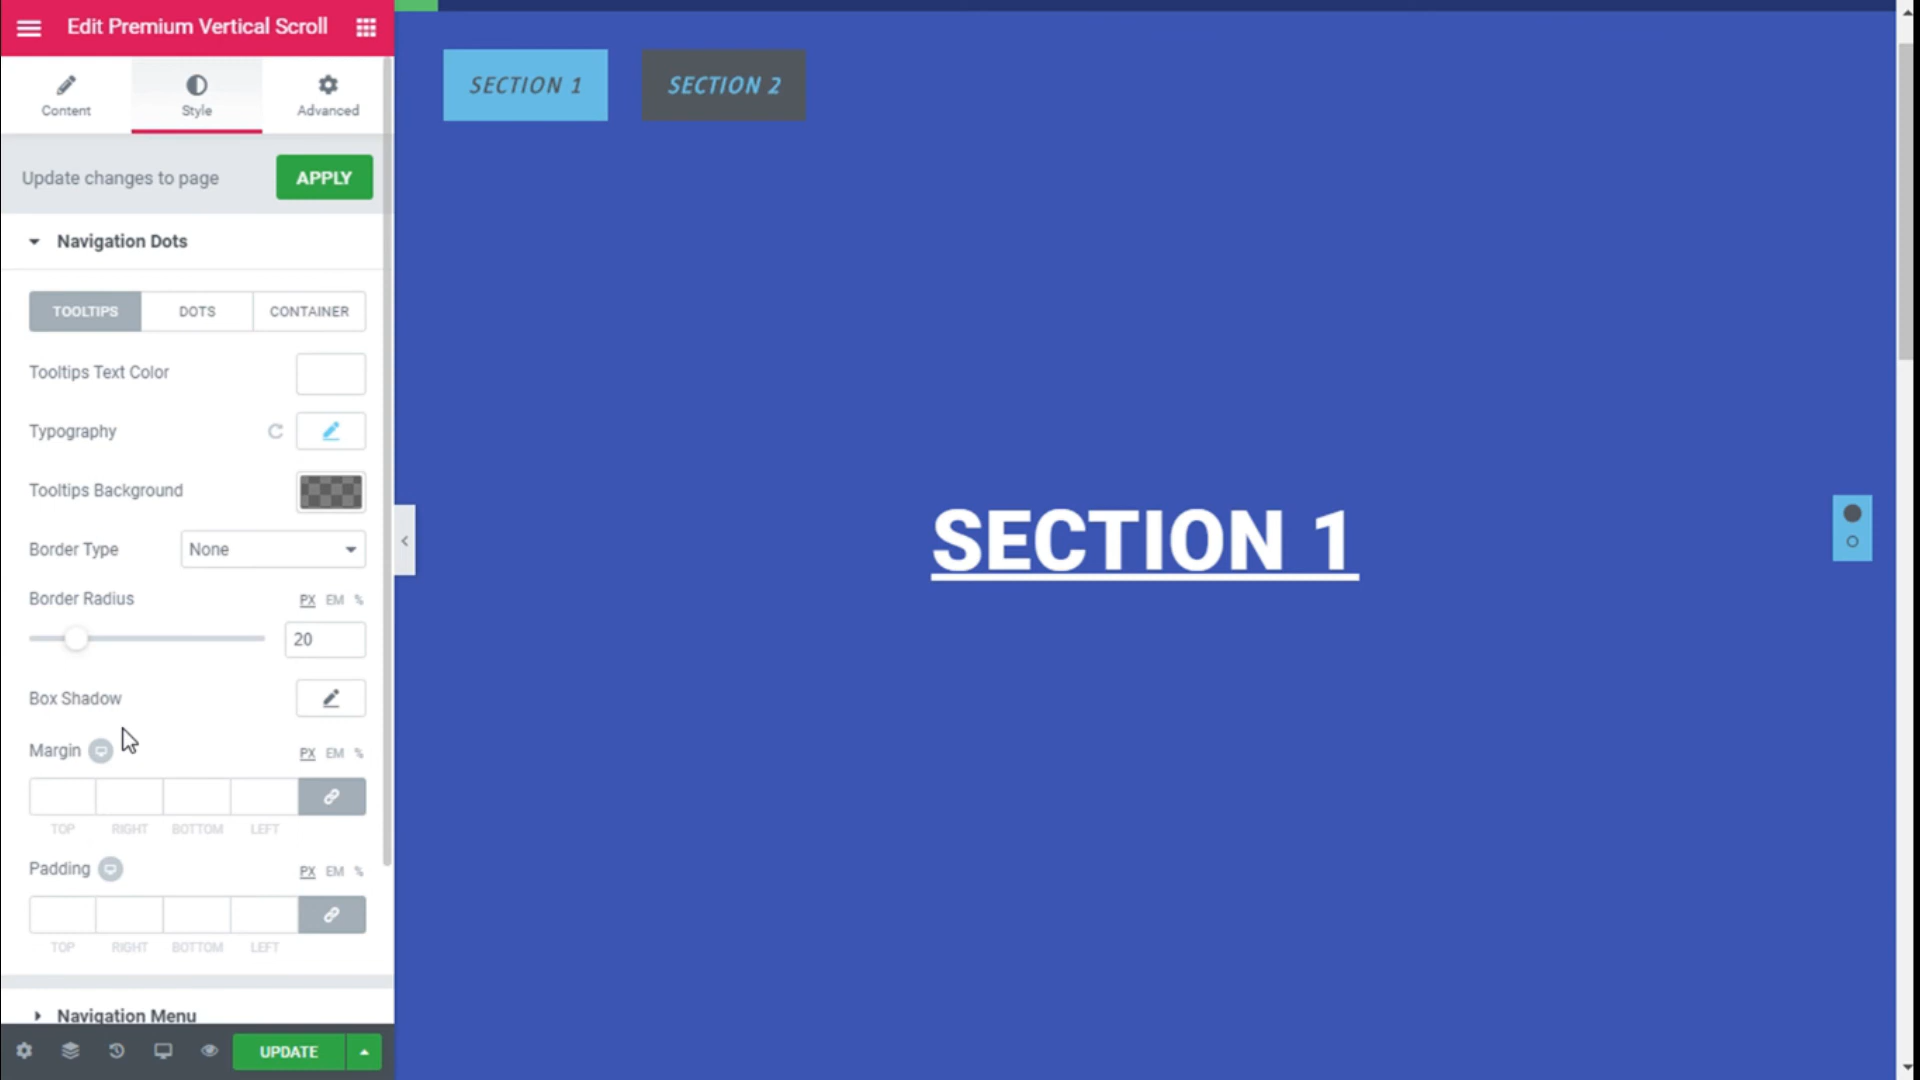 Edit Premium Vertical Scroll
Content
Style
Advanced
Update changes to page
APPLY
Navigation Dots
TOOLTIPS
DOTS
CONTAINER
Tooltips Text Color
Typography
Tooltips Background
Border Type
None
Border Radius
PX EM %
20
Box Shadow
Margin
PX EM %
TOP RIGHT BOTTOM LEFT
Padding
PX EM %
TOP RIGHT BOTTOM LEFT
Navigation Menu
UPDATE
SECTION 1
SECTION 2
SECTION 1